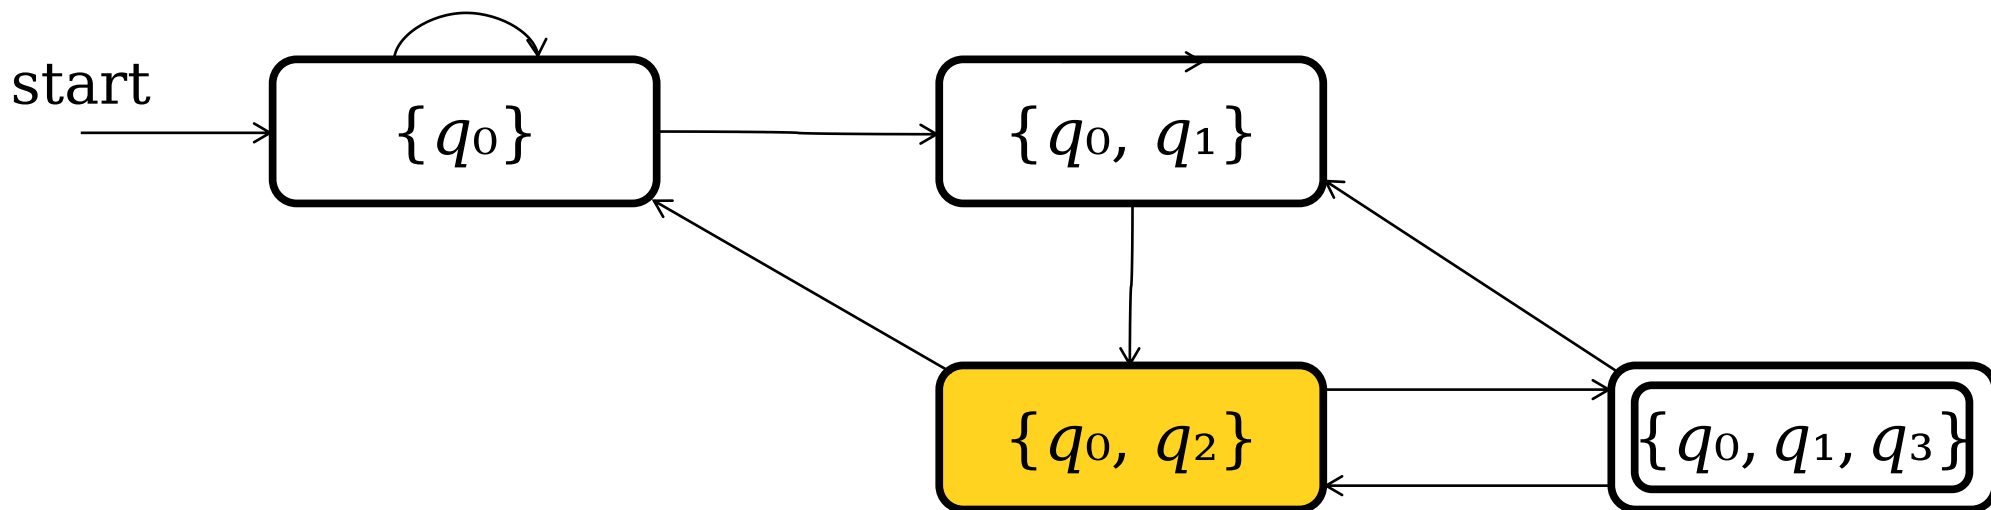 start
{q₀}
{q₀, q₁}
{q₀, q₂}
{q₀, q₁, q₃}